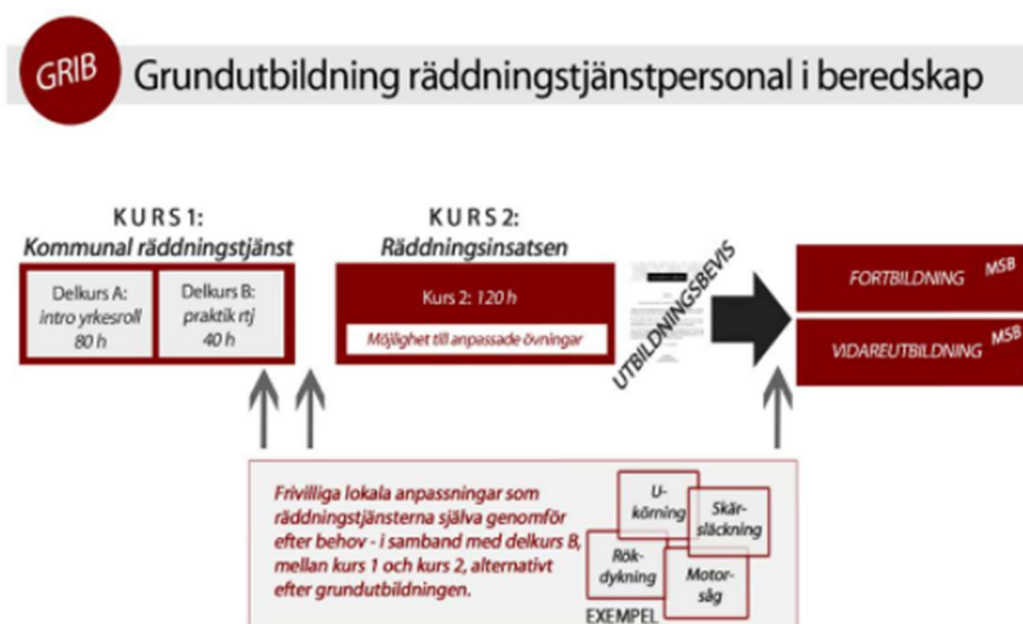 GRIB
Grundutbildning räddningstjänstpersonal i beredskap
KURS 1:
Kommunal räddningstjänst
Delkurs A:
intro yrkesroll
80 h
Delkurs B:
praktik rtj
40 h
KURS 2:
Räddningsinsatsen
Kurs 2: 120 h
Möjlighet till anpassade övningar
UTBILDNINGSBEVIS
FORTBILDNING MSB
VIDAREUTBILDNING MSB
Frivilliga lokala anpassningar som
räddningstjänsterna själva genomför
efter behov - i samband med delkurs B,
mellan kurs 1 och kurs 2, alternativt
efter grundutbildningen.
U-
körning
Skär-
släckning
Rök-
dykning
Motor-
såg
EXEMPEL